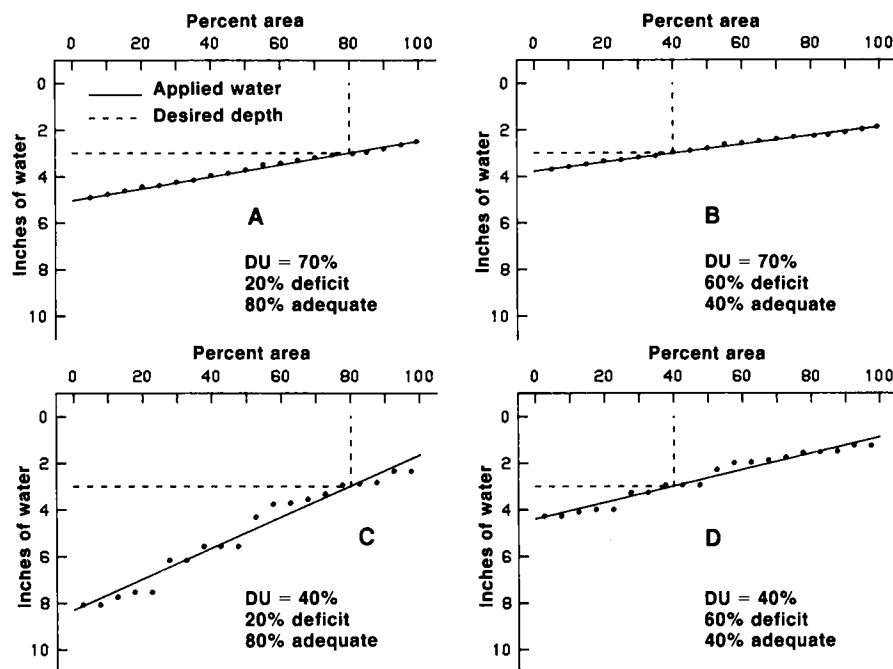 Percent area
0 20 40 60 80 100
0
2
4
6
8
10
Inches of water
Applied water
Desired depth
A
DU = 70%
20% deficit
80% adequate
Percent area
0 20 40 60 80 100
0
2
4
6
8
10
Inches of water
B
DU = 70%
60% deficit
40% adequate
Percent area
0 20 40 60 80 100
0
2
4
6
8
10
Inches of water
C
DU = 40%
20% deficit
80% adequate
Percent area
0 20 40 60 80 100
0
2
4
6
8
10
Inches of water
D
DU = 40%
60% deficit
40% adequate